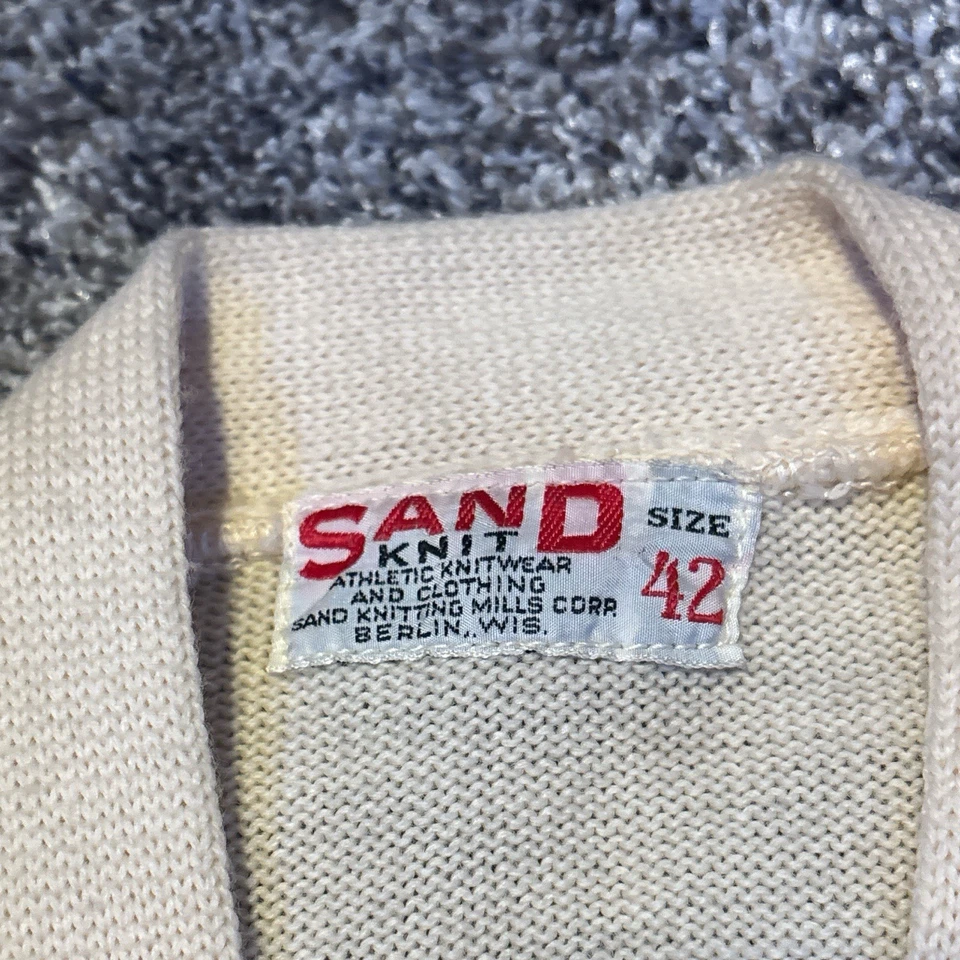 SAND
KNIT
ATHLETIC KNITWEAR
AND CLOTHING
SAND KNITTING MILLS CORP.
BERLIN, WIS.
SIZE
42